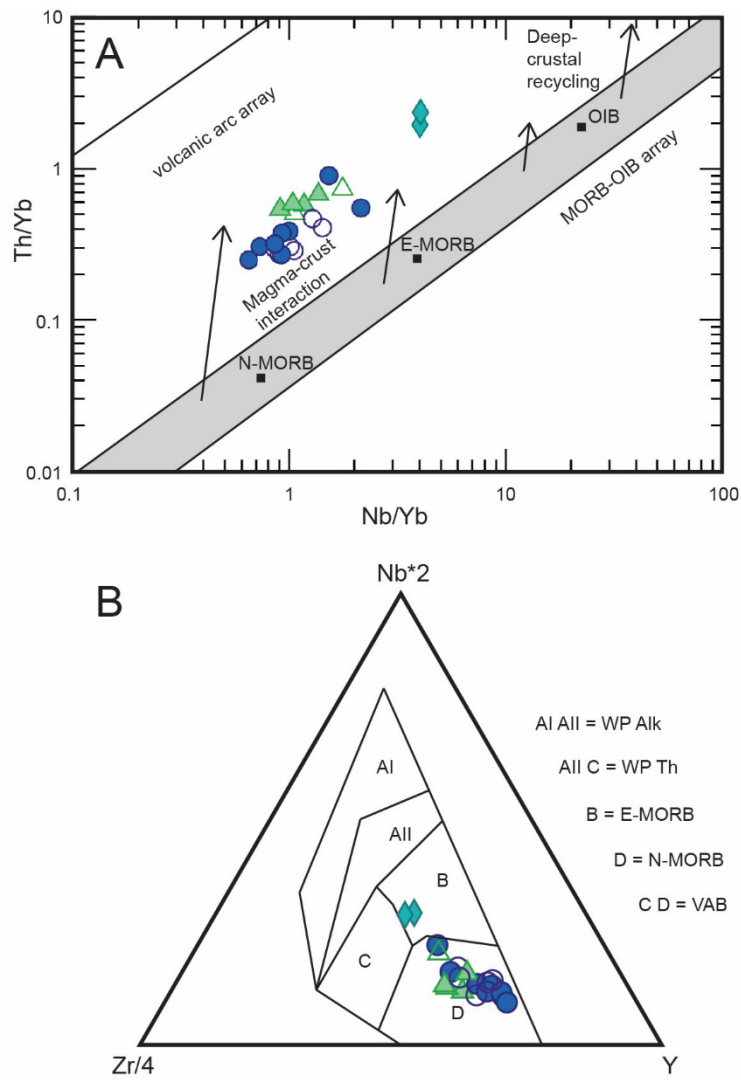 A
Deep-
crustal
recycling
OIB
volcanic arc array
MORB-OIB array
E-MORB
Magma-crust
interaction
N-MORB
Th/Yb
10
1
0.1
0.01
0.1
1
10
100
Nb/Yb
B
Nb*2
AI
AII
B
C
D
Zr/4
Y
AI AII = WP Alk
AII C = WP Th
B = E-MORB
D = N-MORB
C D = VAB